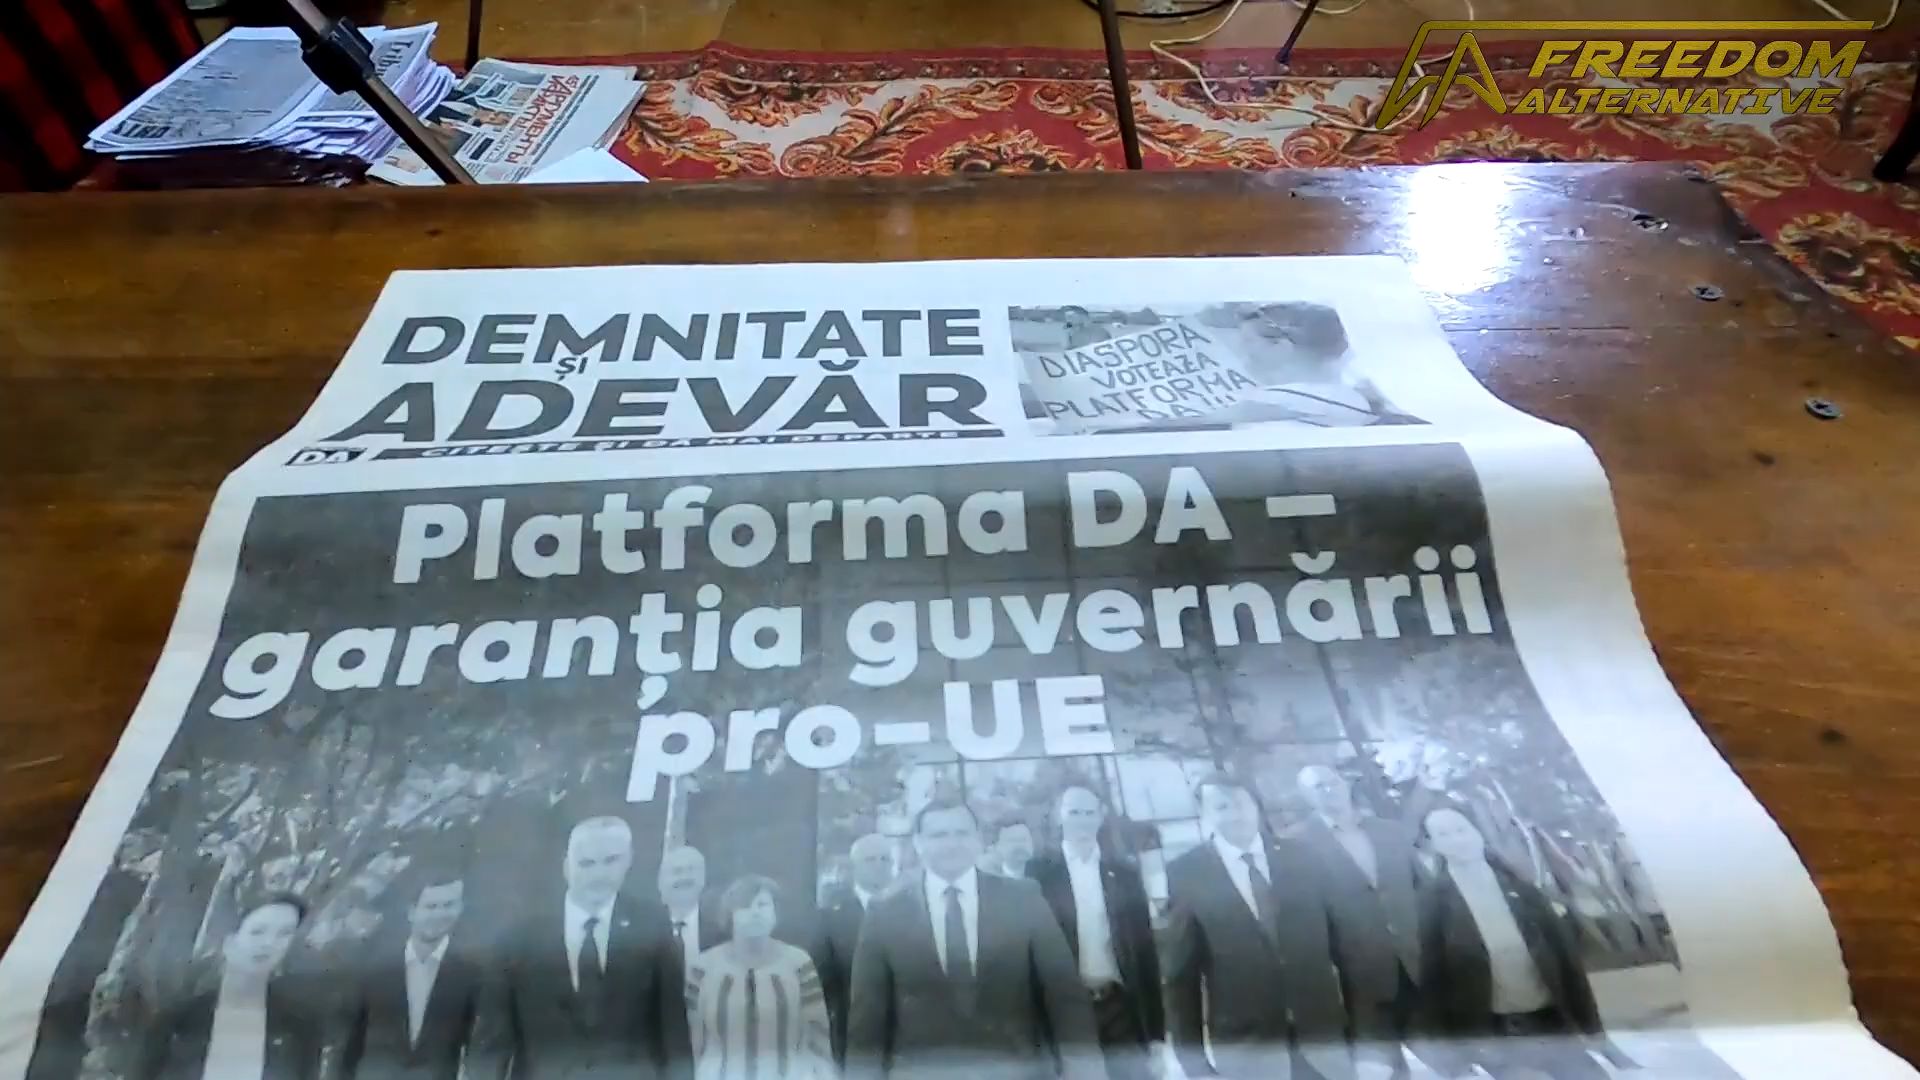 FREEDOM
ALTERNATIVE
DEMNITATE
ȘI
ADEVĂR
DA CITEȘTE ȘI DĂ MAI DEPARTE
DIASPORA
VOTEAZA
PLATFORMA
DA!!!
Platforma DA –
garanția guvernării
pro-UE